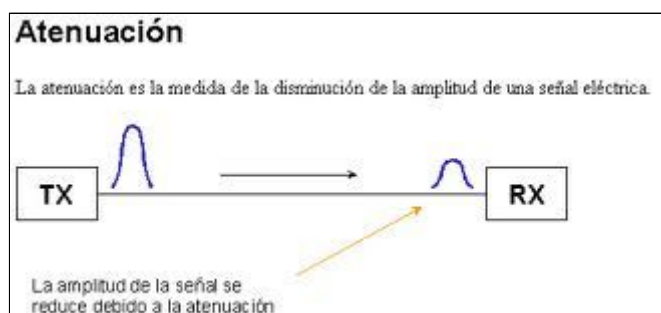 Atenuación
La atenuación es la medida de la disminución de la amplitud de una señal eléctrica.
TX
RX
La amplitud de la señal se
reduce debido a la atenuación